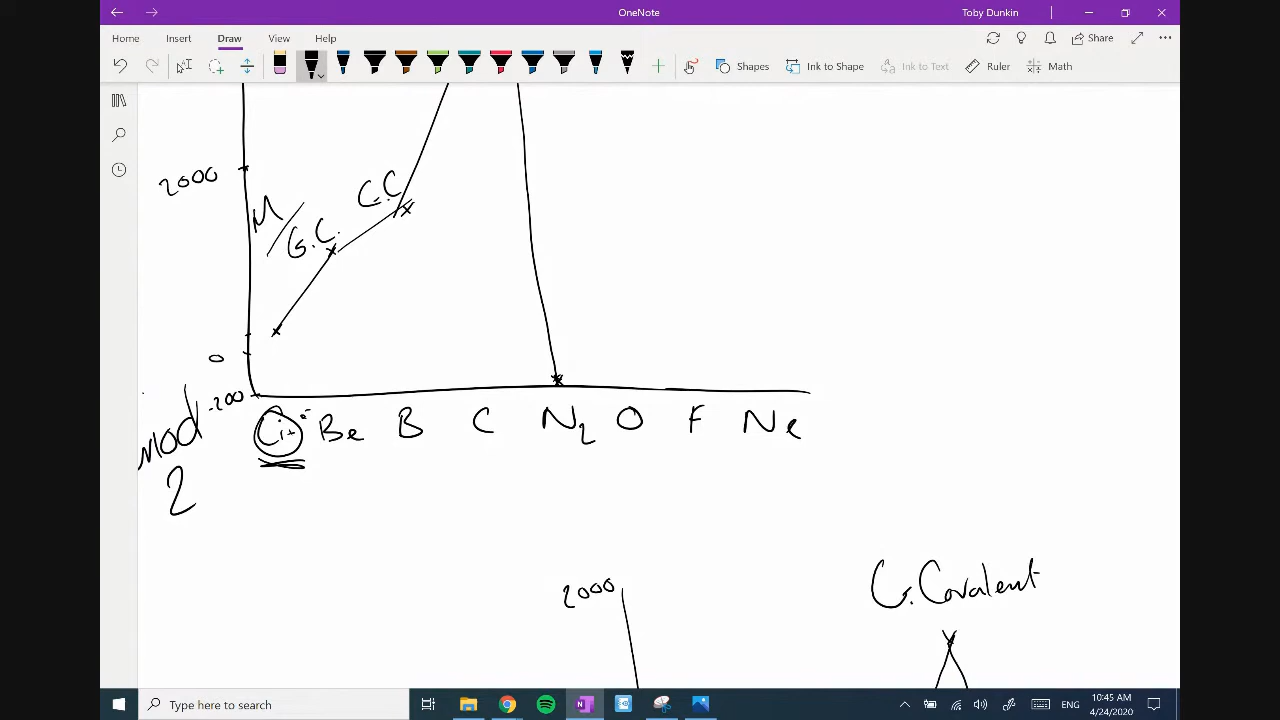 OneNote
Toby Dunkin
Home Insert Draw View Help
Share
Shapes Ink to Shape Ink to Text Ruler Math
2000
M/G.C.
G.C
0
-200
Li+ Be B C N2 O F Ne
2
2000
G.Covalent
Type here to search
ENG
10:45 AM
4/24/2020